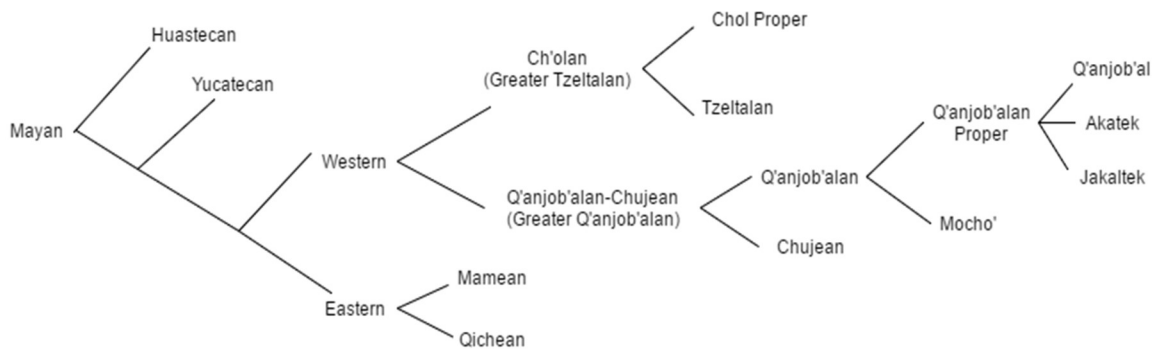 Huastecan
Yucatecan
Mayan
Western
Eastern
Ch'olan
(Greater Tzeltalan)
Chol Proper
Tzeltalan
Q'anjob'alan-Chujean
(Greater Q'anjob'alan)
Q'anjob'alan
Chujean
Q'anjob'alan
Proper
Mocho'
Q'anjob'al
Akatek
Jakaltek
Mamean
Qichean